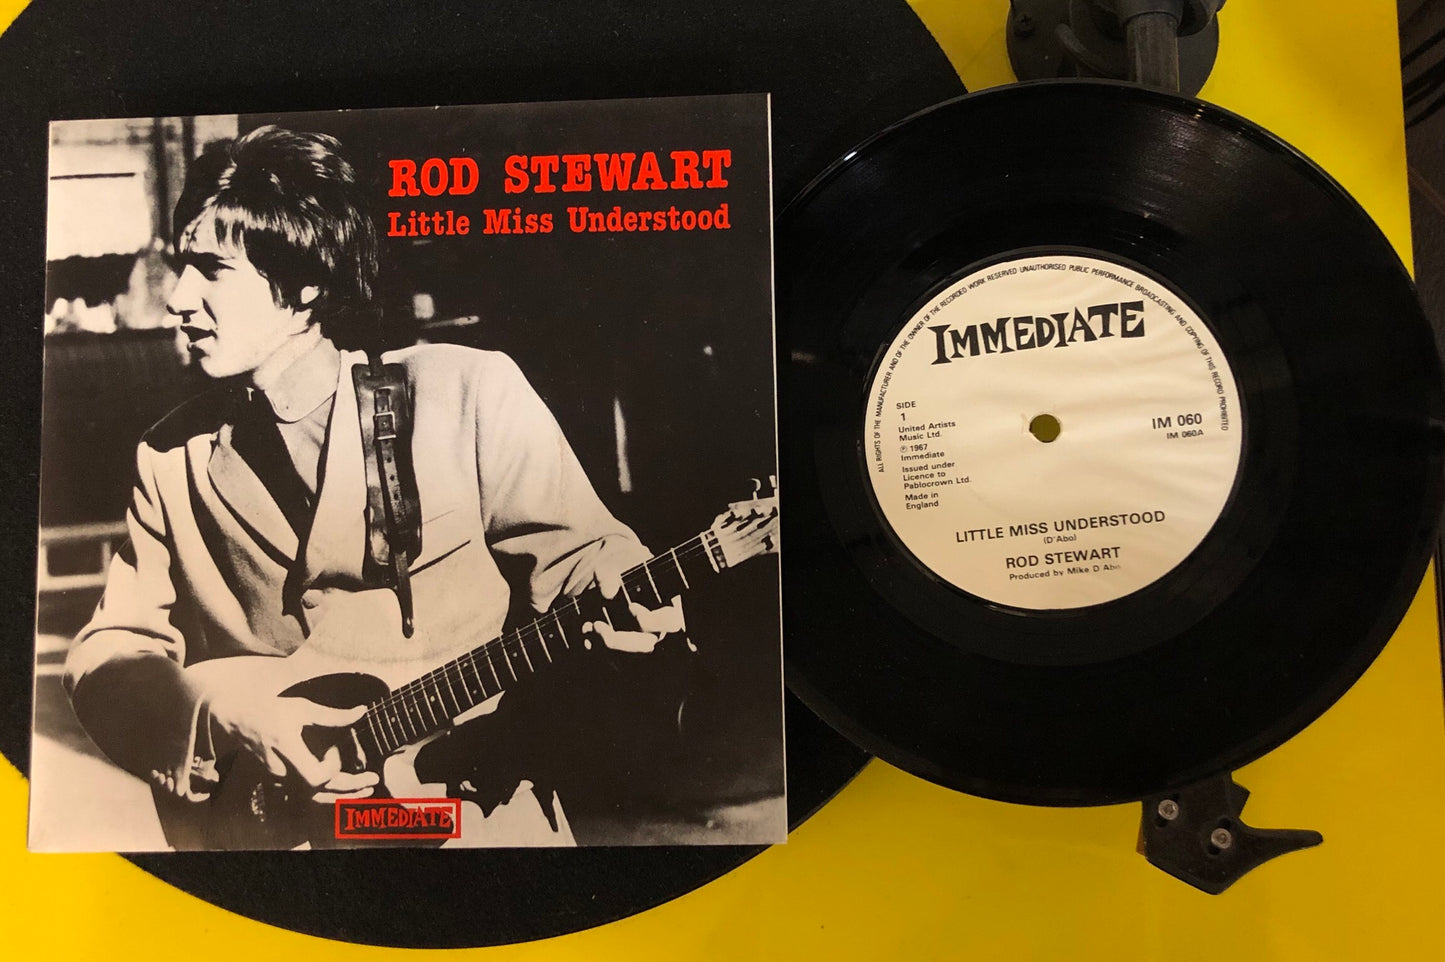 ROD STEWART
Little Miss Understood
IMMEDIATE
ALL RIGHTS OF THE MANUFACTURER AND OF THE OWNER OF THE RECORDED WORK RESERVED UNAUTHORISED PUBLIC PERFORMANCE BROADCASTING AND COPYING OF THIS RECORD PROHIBITED
IMMEDIATE
SIDE
1
United Artists
Music Ltd.
℗ 1967
Immediate
Issued under
Licence to
Pablocrown Ltd.
Made in
England
IM 060
IM 060A
LITTLE MISS UNDERSTOOD
(D'Abo)
ROD STEWART
Produced by Mike D Abo